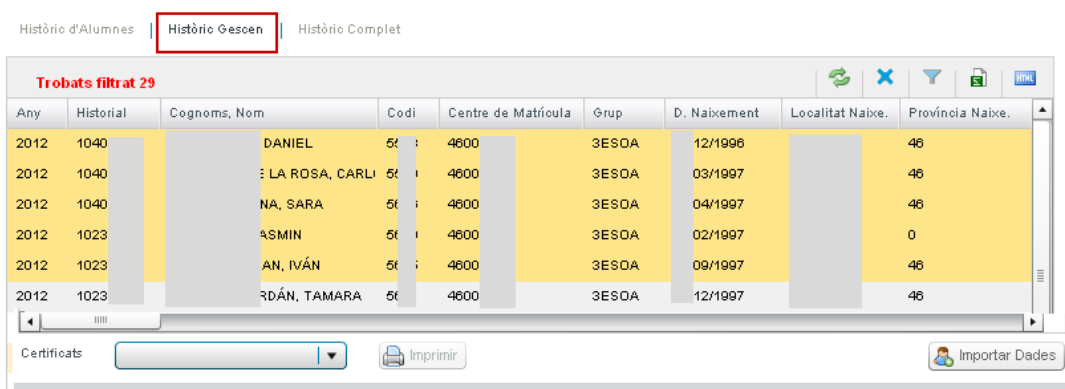 Històric d'Alumnes Històric Gescen Històric Complet
Trobats filtrat 29 HTML
Any Historial Cognoms, Nom Codi Centre de Matrícula Grup D. Naixement Localitat Naixe. Província Naixe.
2012 1040 DANIEL 4600 3ESOA 12/1996 46
2012 1040 LA ROSA, 4600 3ESOA 03/1997 46
2012 1040 NA, SARA 4600 3ESOA 04/1997 46
2012 1023 ASMIN 4600 3ESOA 02/1997 0
2012 1023 AN, IVÁN 4600 3ESOA 09/1997 46
2012 1023 RDÁN, TAMARA 4600 3ESOA 12/1997 46
Certificats Imprimir Importar Dades